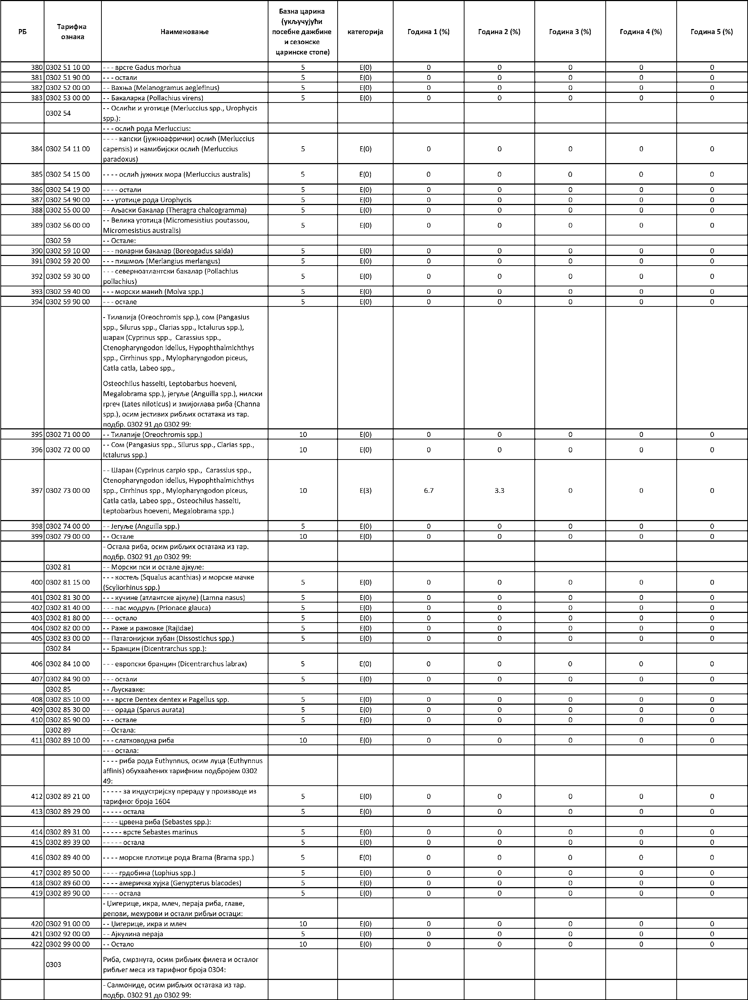 РБ Тарифна ознака Наименовање Базна царина (укључујући посебне дажбине и сезонске царинске стопе) категорија Година 1 (%) Година 2 (%) Година 3 (%) Година 4 (%) Година 5 (%)
380 0302 51 10 00 - - - врсте Gadus morhua 5 E(0) 0 0 0 0 0
381 0302 51 90 00 - - - остали 5 E(0) 0 0 0 0 0
382 0302 52 00 00 - - Вахња (Melanogramus aeglefinus) 5 E(0) 0 0 0 0 0
383 0302 53 00 00 - - Бакаларка (Pollachius virens) 5 E(0) 0 0 0 0 0
0302 54 - - Ослићи и уготице (Merluccius spp., Urophycis
spp.):
- - - ослић рода Merluccius:
384 0302 54 11 00 - - - - капски (јужноафрички) ослић (Merluccius
capensis) и намибијски ослић (Merluccius
paradoxus) 5 E(0) 0 0 0 0 0
385 0302 54 15 00 - - - - ослић јужних мора (Merluccius australis) 5 E(0) 0 0 0 0 0
386 0302 54 19 00 - - - - остали 5 E(0) 0 0 0 0 0
387 0302 54 90 00 - - - уготице рода Urophycis 5 E(0) 0 0 0 0 0
388 0302 55 00 00 - - Аљаски бакалар (Theragra chalcogramma) 5 E(0) 0 0 0 0 0
389 0302 56 00 00 - - Велика уготица (Micromesistius poutassou,
Micromesistius australis) 5 E(0) 0 0 0 0 0
0302 59 - - Остале:
390 0302 59 10 00 - - - поларни бакалар (Boreogadus saida) 5 E(0) 0 0 0 0 0
391 0302 59 20 00 - - - пишмољ (Merlangius merlangus) 5 E(0) 0 0 0 0 0
392 0302 59 30 00 - - - северноатлантски бакалар (Pollachius
pollachius) 5 E(0) 0 0 0 0 0
393 0302 59 40 00 - - - морски манић (Molva spp.) 5 E(0) 0 0 0 0 0
394 0302 59 90 00 - - - остале 5 E(0) 0 0 0 0 0
- Тилапија (Oreochromis spp.), сом (Pangasius
spp., Silurus spp., Clarias spp., Ictalurus spp.),
шаран (Cyprinus spp., Carassius spp.,
Ctenopharyngodon idellus, Hypophthalmichthys
spp., Cirrhinus spp., Mylopharyngodon piceus,
Catla catla, Labeo spp.,
Osteochilus hasselti, Leptobarbus hoeveni,
Megalobrama spp.), јегуље (Anguilla spp.), нилски
гргеч (Lates niloticus) и змијоглава риба (Channa
spp.), осим јестивих рибљих остатака из тар.
подбр. 0302 91 до 0302 99:
395 0302 71 00 00 - - Тилапије (Oreochromis spp.) 10 E(0) 0 0 0 0 0
396 0302 72 00 00 - - Сом (Pangasius spp., Silurus spp., Clarias spp.,
Ictalurus spp.) 10 E(0) 0 0 0 0 0
397 0302 73 00 00 - - Шаран (Cyprinus carpio spp., Carassius spp.,
Ctenopharyngodon idellus, Hypophthalmichthys
spp., Cirrhinus spp., Mylopharyngodon piceus,
Catla catla, Labeo spp., Osteochilus hasselti,
Leptobarbus hoeveni, Megalobrama spp.) 10 E(3) 6.7 3.3 0 0 0
398 0302 74 00 00 - - Јегуље (Anguilla spp.) 5 E(0) 0 0 0 0 0
399 0302 79 00 00 - - Остале 10 E(0) 0 0 0 0 0
- Остала риба, осим рибљих остатака из тар.
подбр. 0302 91 до 0302 99:
0302 81 - - Морски пси и остале ајкуле:
400 0302 81 15 00 - - - костељ (Squalus acanthias) и морске мачке
(Scyliorhinus spp.) 5 E(0) 0 0 0 0 0
401 0302 81 30 00 - - - кучине (атлантске ајкуле) (Lamna nasus) 5 E(0) 0 0 0 0 0
402 0302 81 40 00 - - - пас модруљ (Prionace glauca) 5 E(0) 0 0 0 0 0
403 0302 81 80 00 - - - остало 5 E(0) 0 0 0 0 0
404 0302 82 00 00 - - Раже и ражовке (Rajidae) 5 E(0) 0 0 0 0 0
405 0302 83 00 00 - - Патагонијски зубан (Dissostichus spp.) 5 E(0) 0 0 0 0 0
0302 84 - - Бранцин (Dicentrarchus spp.):
406 0302 84 10 00 - - - европски бранцин (Dicentrarchus labrax) 5 E(0) 0 0 0 0 0
407 0302 84 90 00 - - - остали 5 E(0) 0 0 0 0 0
0302 85 - - Љускавке:
408 0302 85 10 00 - - - врсте Dentex dentex и Pagellus spp. 5 E(0) 0 0 0 0 0
409 0302 85 30 00 - - - орада (Sparus aurata) 5 E(0) 0 0 0 0 0
410 0302 85 90 00 - - - остале 5 E(0) 0 0 0 0 0
0302 89 - - Остала:
411 0302 89 10 00 - - - слатководна риба 10 E(0) 0 0 0 0 0
- - - остала:
- - - - риба рода Euthynnus, осим луца (Euthynnus
affinis) обухваћених тарифним подбројем 0302
49:
412 0302 89 21 00 - - - - - за индустријску прераду у производе из
тарифног броја 1604 5 E(0) 0 0 0 0 0
413 0302 89 29 00 - - - - - остала 5 E(0) 0 0 0 0 0
- - - - црвена риба (Sebastes spp.):
414 0302 89 31 00 - - - - - врсте Sebastes marinus 5 E(0) 0 0 0 0 0
415 0302 89 39 00 - - - - - остала 5 E(0) 0 0 0 0 0
416 0302 89 40 00 - - - - морске плотице рода Brama (Brama spp.) 5 E(0) 0 0 0 0 0
417 0302 89 50 00 - - - - грдобина (Lophius spp.) 5 E(0) 0 0 0 0 0
418 0302 89 60 00 - - - - америчка хујка (Genypterus blacodes) 5 E(0) 0 0 0 0 0
419 0302 89 90 00 - - - - остала 5 E(0) 0 0 0 0 0
- Џигерице, икра, млеч, пераја риба, главе,
репови, мехурови и остали рибљи остаци:
420 0302 91 00 00 - - Џигерице, икра и млеч 10 E(0) 0 0 0 0 0
421 0302 92 00 00 - - Ајкулина пераја 5 E(0) 0 0 0 0 0
422 0302 99 00 00 - - Остало 10 E(0) 0 0 0 0 0
0303 Риба, смрзнута, осим рибљих филета и осталог
рибљег меса из тарифног броја 0304:
- Салмониде, осим рибљих остатака из тар.
подбр. 0302 91 до 0302 99: